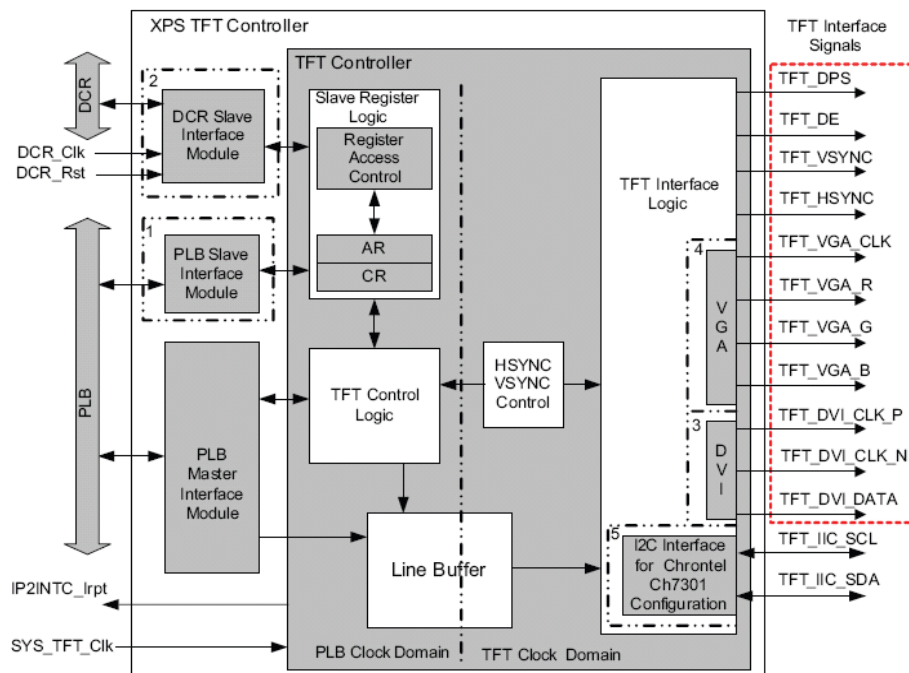 XPS TFT Controller
TFT Interface
Signals
TFT Controller
DCR
DCR_Clk
DCR_Rst
2
DCR Slave
Interface
Module
Slave Register
Logic
Register
Access
Control
AR
CR
1
PLB Slave
Interface
Module
PLB
PLB
Master
Interface
Module
TFT Control
Logic
HSYNC
VSYNC
Control
Line Buffer
TFT Interface
Logic
4
VGA
3
DVI
5
I2C Interface
for Chrontel
Ch7301
Configuration
TFT_DPS
TFT_DE
TFT_VSYNC
TFT_HSYNC
TFT_VGA_CLK
TFT_VGA_R
TFT_VGA_G
TFT_VGA_B
TFT_DVI_CLK_P
TFT_DVI_CLK_N
TFT_DVI_DATA
TFT_IIC_SCL
TFT_IIC_SDA
IP2INTC_Irpt
SYS_TFT_Clk
PLB Clock Domain
TFT Clock Domain